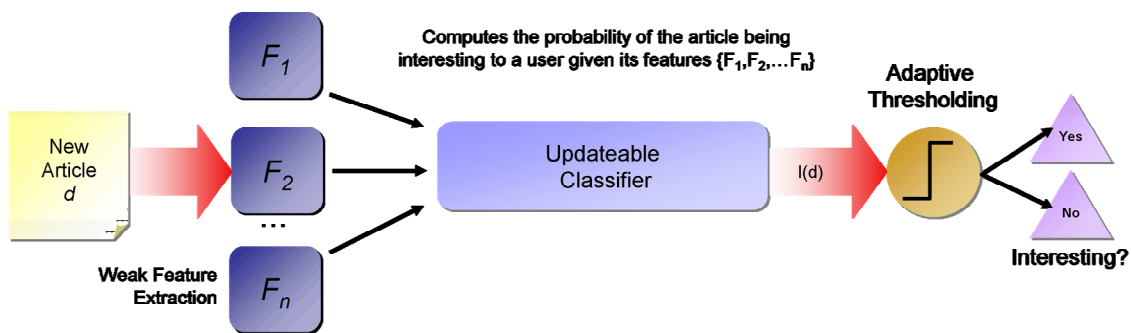 F1
Computes the probability of the article being
interesting to a user given its features {F1,F2,...Fn}
Adaptive
Thresholding
New
Article
d
F2
...
Updateable
Classifier
I(d)
Yes
No
Weak Feature
Extraction
Fn
Interesting?